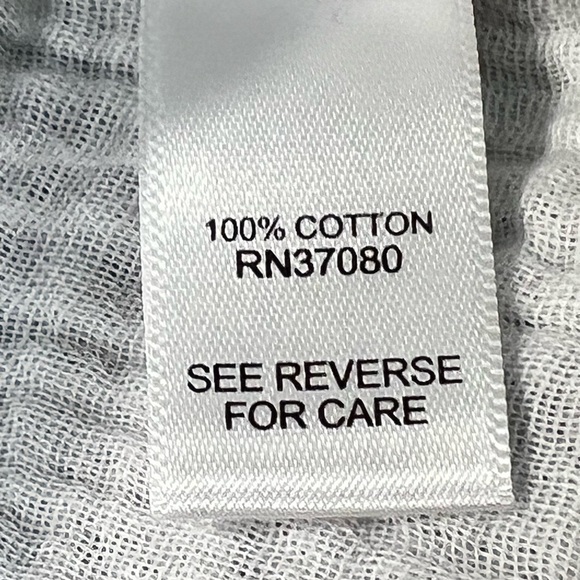 100% COTTON
RN37080
SEE REVERSE
FOR CARE